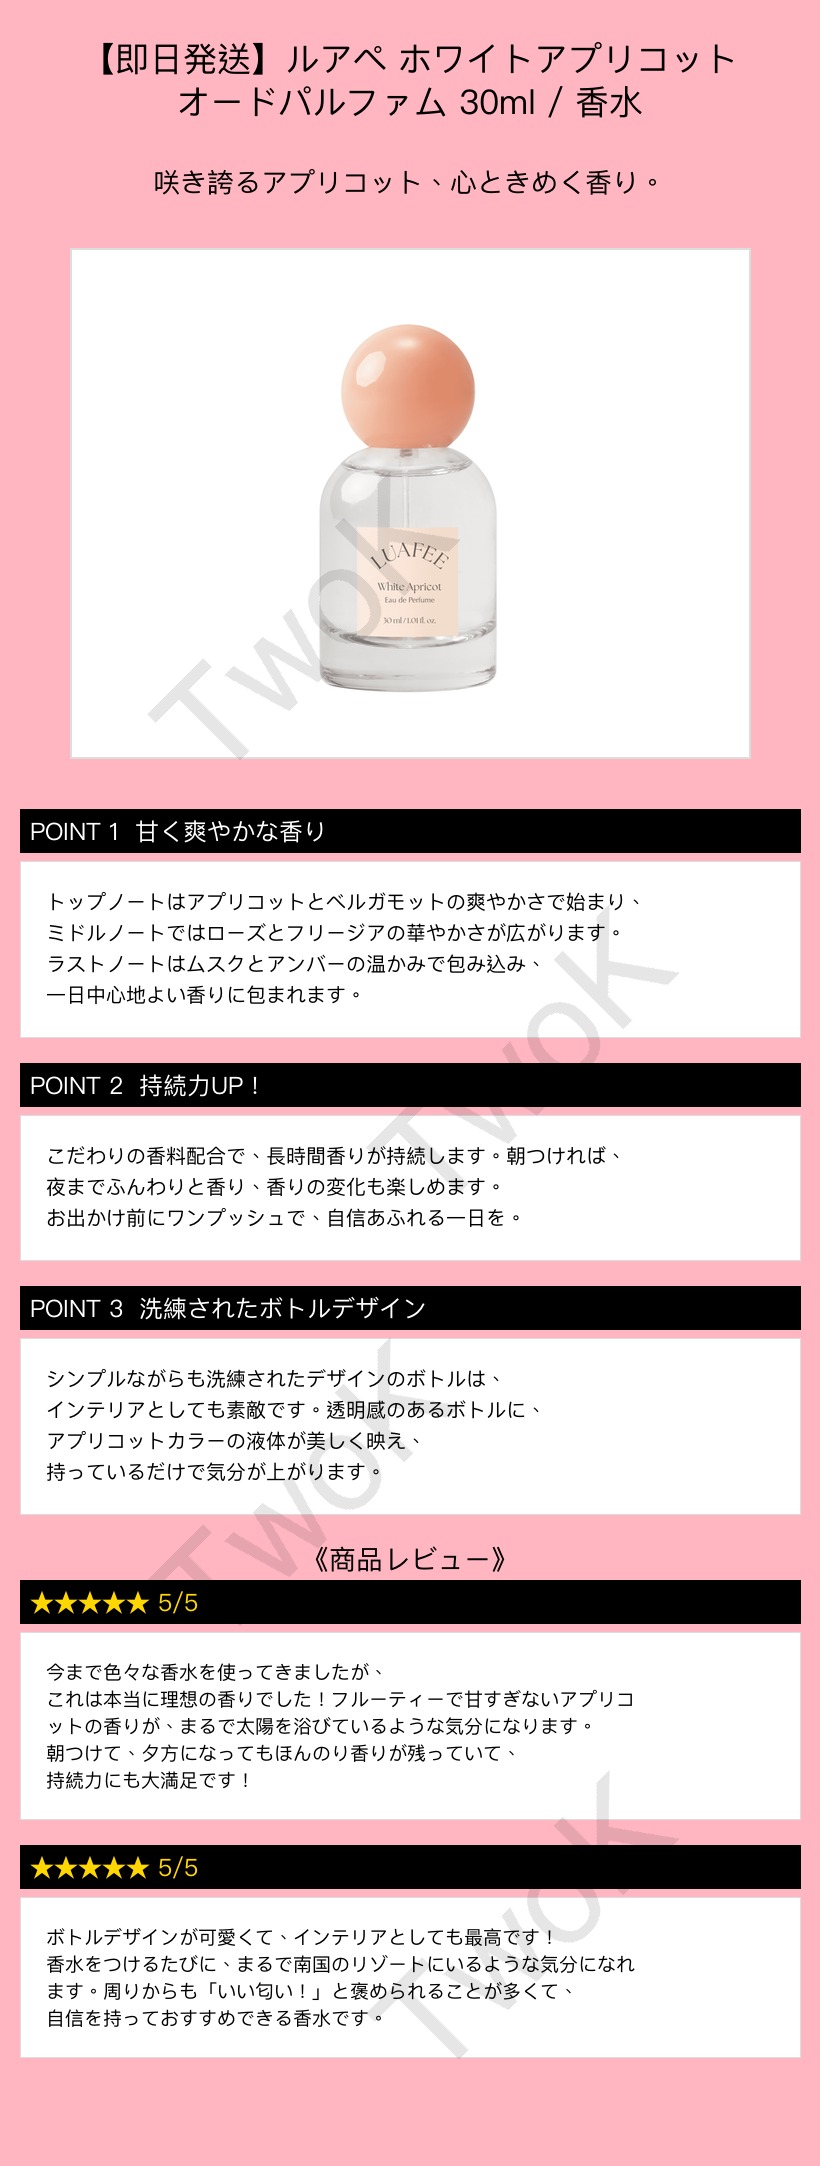 【即日発送】ルアペ ホワイトアプリコット
オードパルファム 30ml / 香水
咲き誇るアプリコット、心ときめく香り。
LUAFEE
White Apricot
Eau de Perfume
30 ml / 1.01 fl. oz.
TwoK
POINT 1 甘く爽やかな香り
トップノートはアプリコットとベルガモットの爽やかさで始まり、
ミドルノートではローズとフリージアの華やかさが広がります。
ラストノートはムスクとアンバーの温かみで包み込み、
一日中心地よい香りに包まれます。
TwoK
POINT 2 持続力UP！
こだわりの香料配合で、長時間香りが持続します。朝つければ、
夜までふんわりと香り、香りの変化も楽しめます。
お出かけ前にワンプッシュで、自信あふれる一日を。
POINT 3 洗練されたボトルデザイン
シンプルながらも洗練されたデザインのボトルは、
インテリアとしても素敵です。透明感のあるボトルに、
アプリコットカラーの液体が美しく映え、
持っているだけで気分が上がります。
TwoK
《商品レビュー》
★★★★★ 5/5
今まで色々な香水を使ってきましたが、
これは本当に理想の香りでした！フルーティーで甘すぎないアプリコ
ットの香りが、まるで太陽を浴びているような気分になります。
朝つけて、夕方になってもほんのり香りが残っていて、
持続力にも大満足です！
★★★★★ 5/5
ボトルデザインが可愛くて、インテリアとしても最高です！
香水をつけるたびに、まるで南国のリゾートにいるような気分になれ
ます。周りからも「いい匂い！」と褒められることが多くて、
自信を持っておすすめできる香水です。
TwoK